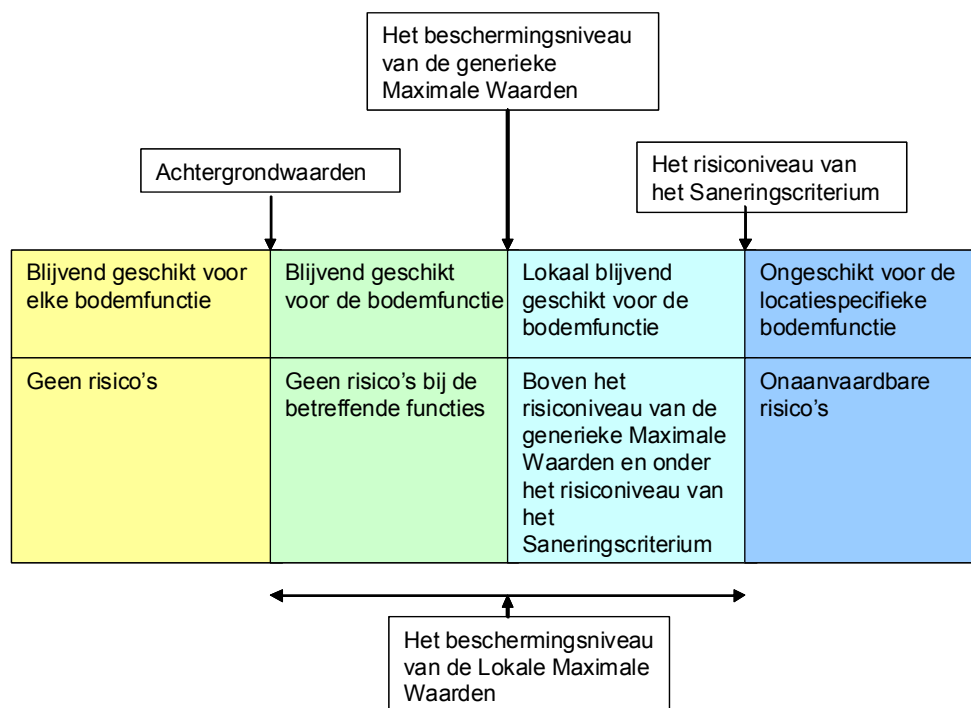 Het beschermingsniveau
van de generieke
Maximale Waarden
Achtergrondwaarden
Het risiconiveau van
het Saneringscriterium
Blijvend geschikt voor
elke bodemfunctie
Blijvend geschikt
voor de bodemfunctie
Lokaal blijvend
geschikt voor de
bodemfunctie
Ongeschikt voor de
locatiespecifieke
bodemfunctie
Geen risico's
Geen risico's bij de
betreffende functies
Boven het
risiconiveau van de
generieke Maximale
Waarden en onder
het risiconiveau van
het
Saneringscriterium
Onaanvaardbare
risico's
Het beschermingsniveau
van de Lokale Maximale
Waarden